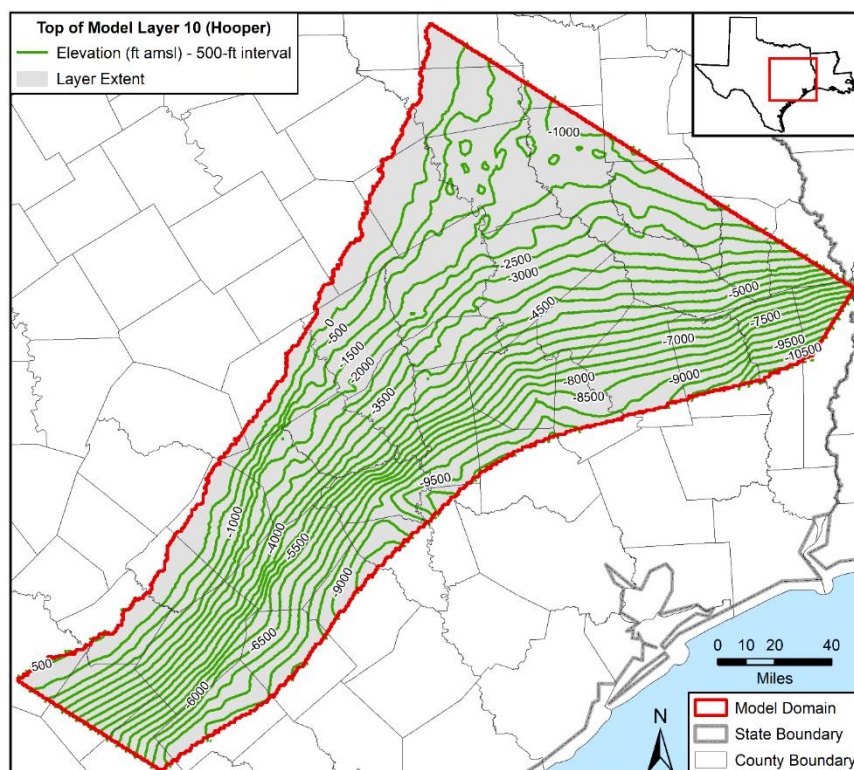 Top of Model Layer 10 (Hooper)
Elevation (ft amsl) - 500-ft interval
Layer Extent
-1000
-2500
-3000
0
-500
-4500
-5000
-1500
-7500
-2000
-7000
-9500
-10500
-3500
-8000
-9000
-8500
-9500
-1000
-4000
-5500
-9000
-6500
-500
-6000
0 10 20 40
Miles
N
Model Domain
State Boundary
County Boundary